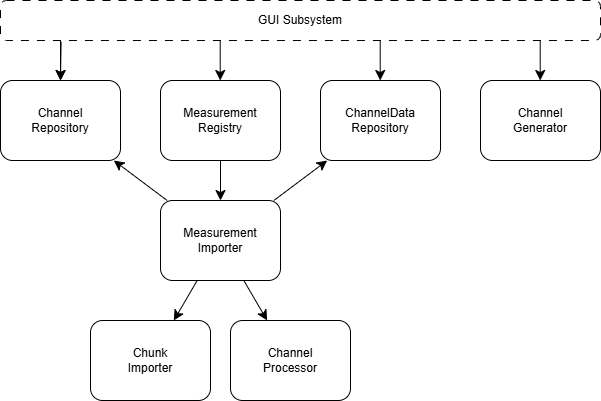 GUI Subsystem
Channel
Repository
Measurement
Registry
ChannelData
Repository
Channel
Generator
Measurement
Importer
Chunk
Importer
Channel
Processor